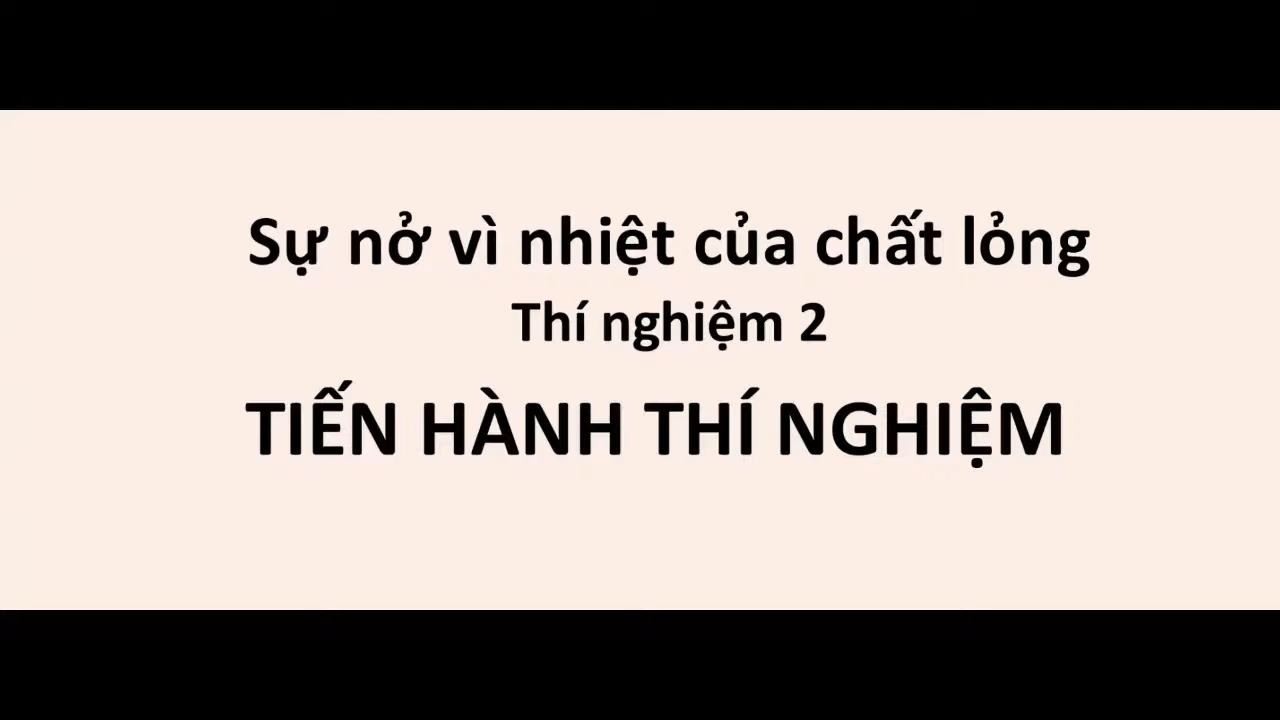 Sự nở vì nhiệt của chất lỏng
Thí nghiệm 2
TIẾN HÀNH THÍ NGHIỆM